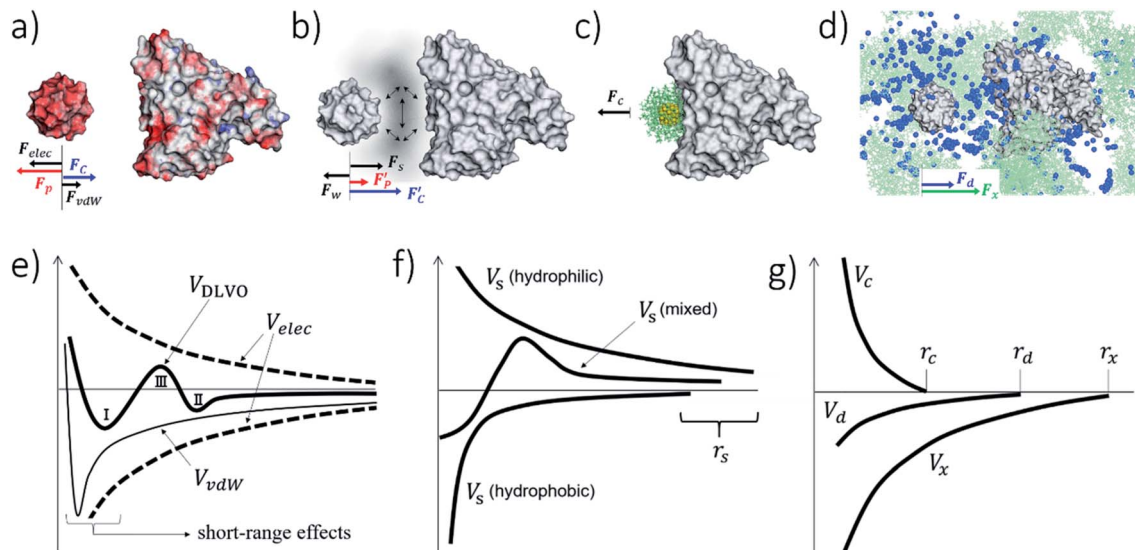 a)
b)
c)
d)
F_elec
F_C
F_p
F_vdW
F_S
F_w
F'_P
F'_C
F_c
F_d
F_x
e)
V_DLVO
V_elec
III
I
II
V_vdW
short-range effects
f)
V_s (hydrophilic)
V_s (mixed)
r_s
V_s (hydrophobic)
g)
V_c
r_c
r_d
r_x
V_d
V_x